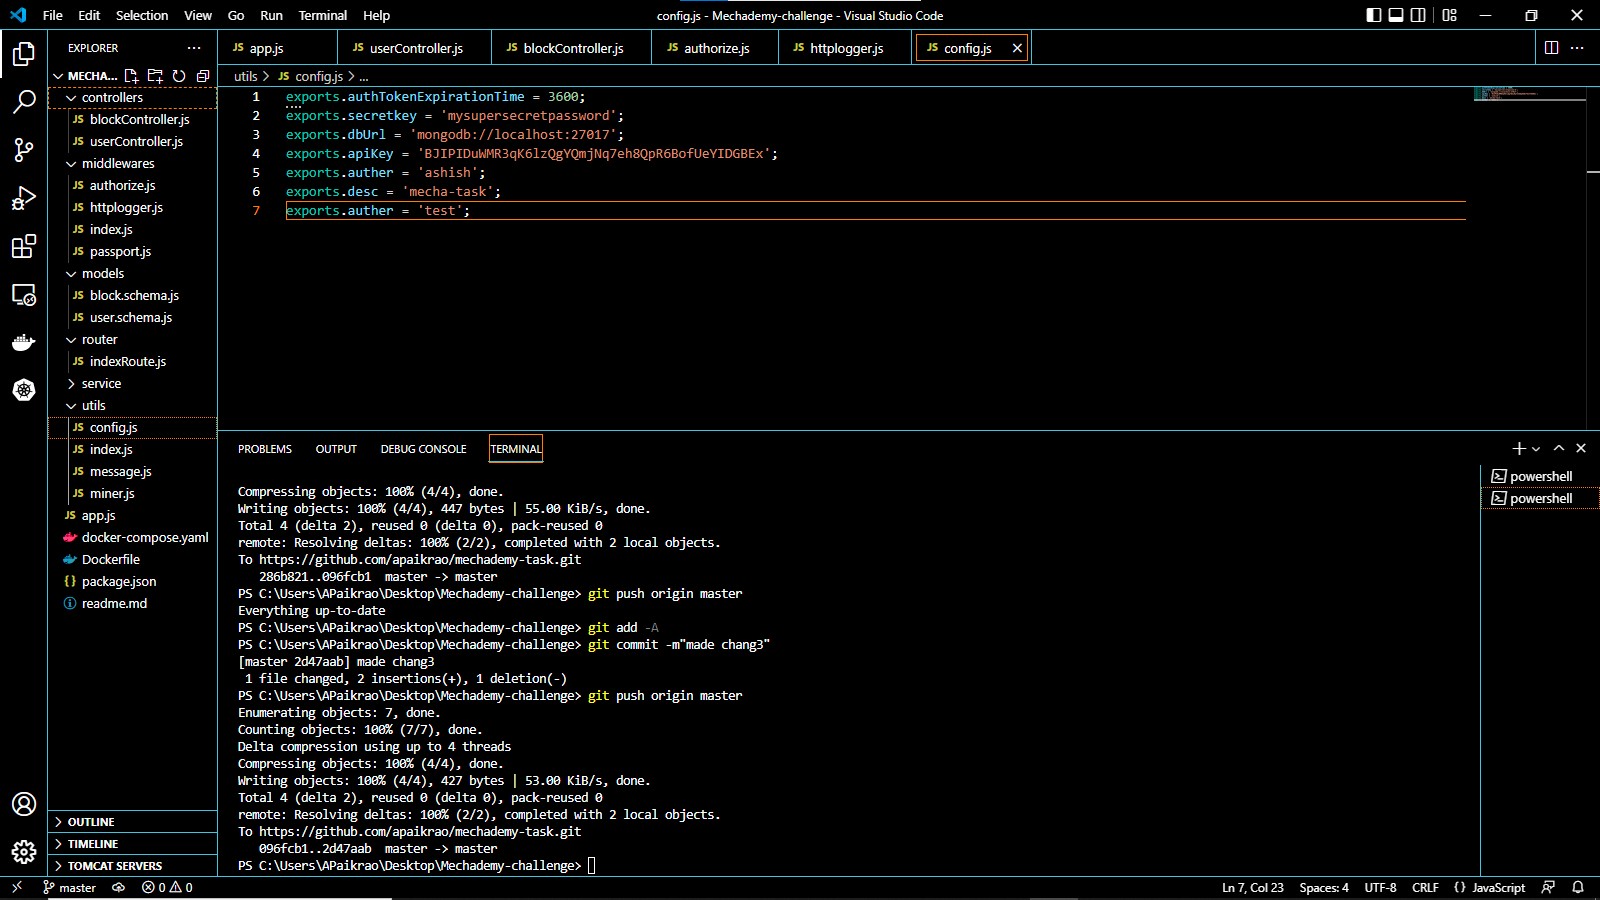 File Edit Selection View Go Run Terminal Help config.js - Mechademy-challenge - Visual Studio Code
EXPLORER
JS app.js JS userController.js JS blockController.js JS authorize.js JS httplogger.js JS config.js
MECHA...
utils > JS config.js > ...
controllers
JS blockController.js
JS userController.js
middlewares
JS authorize.js
JS httplogger.js
JS index.js
JS passport.js
models
JS block.schema.js
JS user.schema.js
router
JS indexRoute.js
service
utils
JS config.js
JS index.js
JS message.js
JS miner.js
JS app.js
docker-compose.yaml
Dockerfile
{} package.json
readme.md
OUTLINE
TIMELINE
TOMCAT SERVERS
1 exports.authTokenExpirationTime = 3600;
2 exports.secretkey = 'mysupersecretpassword';
3 exports.dbUrl = 'mongodb://localhost:27017';
4 exports.apiKey = 'BJIPIDuWMR3qK6lzQgYQmjNq7eh8QpR6BofUeYIDGBEx';
5 exports.auther = 'ashish';
6 exports.desc = 'mecha-task';
7 exports.auther = 'test';
PROBLEMS OUTPUT DEBUG CONSOLE TERMINAL
powershell
powershell
Compressing objects: 100% (4/4), done.
Writing objects: 100% (4/4), 447 bytes | 55.00 KiB/s, done.
Total 4 (delta 2), reused 0 (delta 0), pack-reused 0
remote: Resolving deltas: 100% (2/2), completed with 2 local objects.
To https://github.com/apaikrao/mechademy-task.git
286b821..096fcb1 master -> master
PS C:\Users\APaikrao\Desktop\Mechademy-challenge> git push origin master
Everything up-to-date
PS C:\Users\APaikrao\Desktop\Mechademy-challenge> git add -A
PS C:\Users\APaikrao\Desktop\Mechademy-challenge> git commit -m"made chang3"
[master 2d47aab] made chang3
1 file changed, 2 insertions(+), 1 deletion(-)
PS C:\Users\APaikrao\Desktop\Mechademy-challenge> git push origin master
Enumerating objects: 7, done.
Counting objects: 100% (7/7), done.
Delta compression using up to 4 threads
Compressing objects: 100% (4/4), done.
Writing objects: 100% (4/4), 427 bytes | 53.00 KiB/s, done.
Total 4 (delta 2), reused 0 (delta 0), pack-reused 0
remote: Resolving deltas: 100% (2/2), completed with 2 local objects.
To https://github.com/apaikrao/mechademy-task.git
096fcb1..2d47aab master -> master
PS C:\Users\APaikrao\Desktop\Mechademy-challenge>
master 0 0 Ln 7, Col 23 Spaces: 4 UTF-8 CRLF {} JavaScript